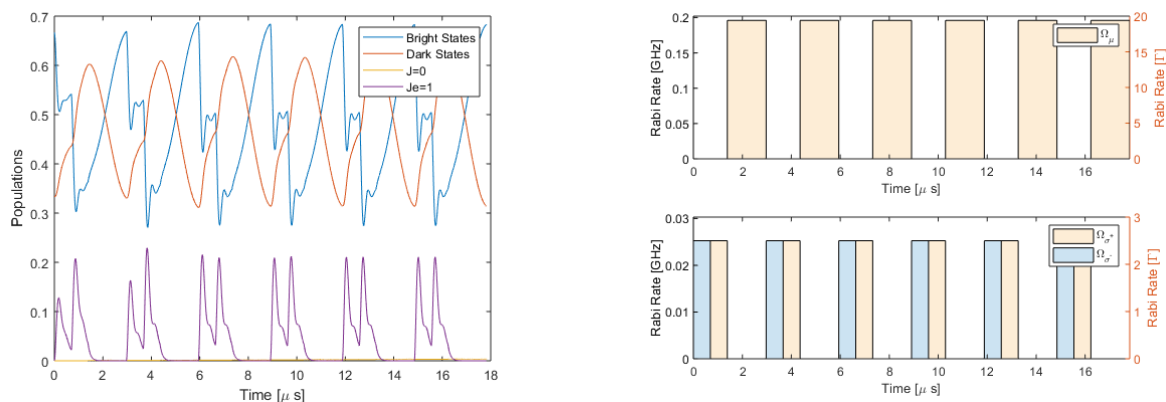 0.7
0.6
0.5
0.4
0.3
0.2
0.1
0
Populations
0 2 4 6 8 10 12 14 16 18
Time [μ s]
Bright States
Dark States
J=0
Je=1
0.2
0.15
0.1
0.05
0
Rabi Rate [GHz]
20
15
10
5
0
Rabi Rate [Γ]
Ωμ
0 2 4 6 8 10 12 14 16
Time [μ s]
0.03
0.02
0.01
0
Rabi Rate [GHz]
3
2
1
0
Rabi Rate [Γ]
Ωσ+
Ωσ-
0 2 4 6 8 10 12 14 16
Time [μ s]